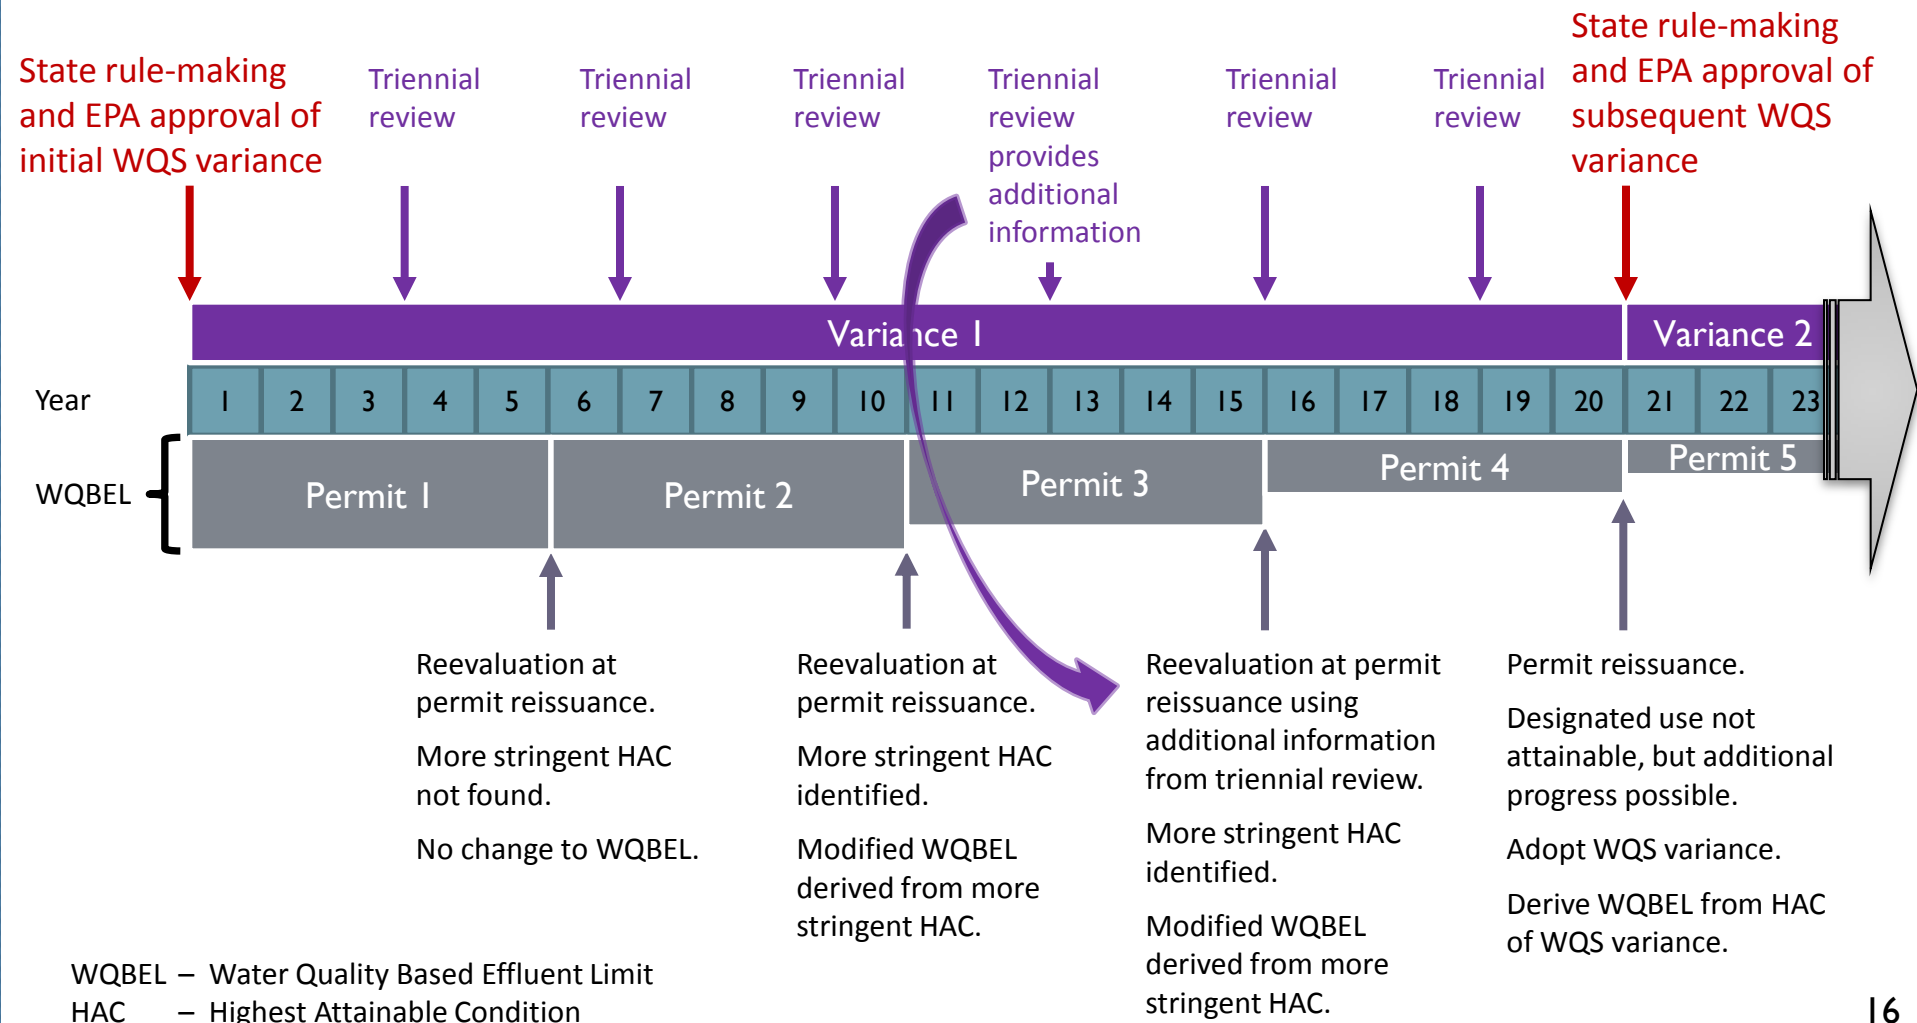 State rule-making
and EPA approval of
initial WQS variance
Triennial
review
Triennial
review
Triennial
review
Triennial
review
provides
additional
information
Triennial
review
Triennial
review
State rule-making
and EPA approval of
subsequent WQS
variance
Variance 1
Variance 2
Year
1 2 3 4 5 6 7 8 9 10 11 12 13 14 15 16 17 18 19 20 21 22 23
WQBEL
Permit 1
Permit 2
Permit 3
Permit 4
Permit 5
Reevaluation at
permit reissuance.
More stringent HAC
not found.
No change to WQBEL.
Reevaluation at
permit reissuance.
More stringent HAC
identified.
Modified WQBEL
derived from more
stringent HAC.
Reevaluation at permit
reissuance using
additional information
from triennial review.
More stringent HAC
identified.
Modified WQBEL
derived from more
stringent HAC.
Permit reissuance.
Designated use not
attainable, but additional
progress possible.
Adopt WQS variance.
Derive WQBEL from HAC
of WQS variance.
WQBEL – Water Quality Based Effluent Limit
HAC – Highest Attainable Condition
16